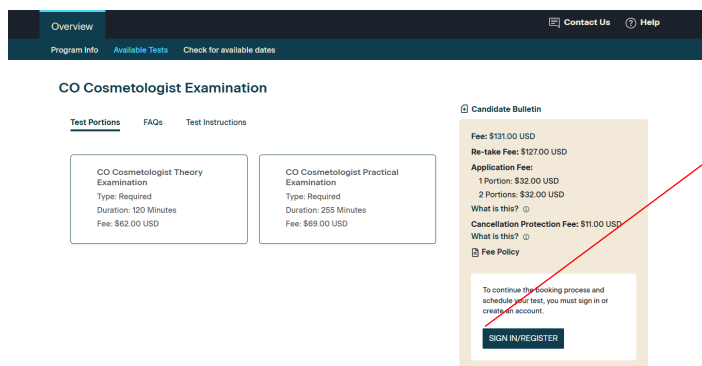 Overview
Contact Us
Help
Program Info Available Tests Check for available dates
CO Cosmetologist Examination
Test Portions FAQs Test Instructions
CO Cosmetologist Theory
Examination
Type: Required
Duration: 120 Minutes
Fee: $62.00 USD
CO Cosmetologist Practical
Examination
Type: Required
Duration: 255 Minutes
Fee: $69.00 USD
Candidate Bulletin
Fee: $131.00 USD
Re-take Fee: $127.00 USD
Application Fee:
1 Portion: $32.00 USD
2 Portions: $32.00 USD
What is this?
Cancellation Protection Fee: $11.00 USD
What is this?
Fee Policy
To continue the booking process and
schedule your test, you must sign in or
create an account.
SIGN IN/REGISTER